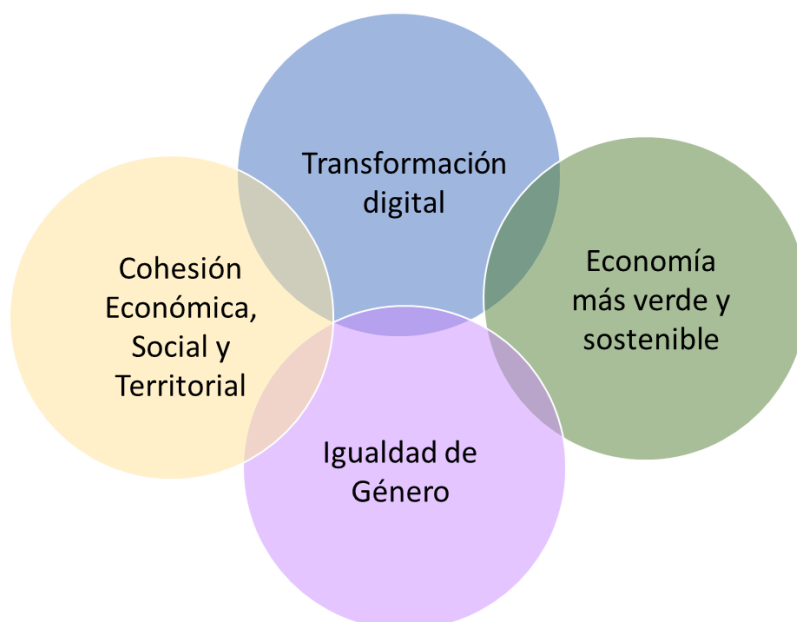 Transformación
digital
Cohesión
Económica,
Social y
Territorial
Economía
más verde y
sostenible
Igualdad de
Género